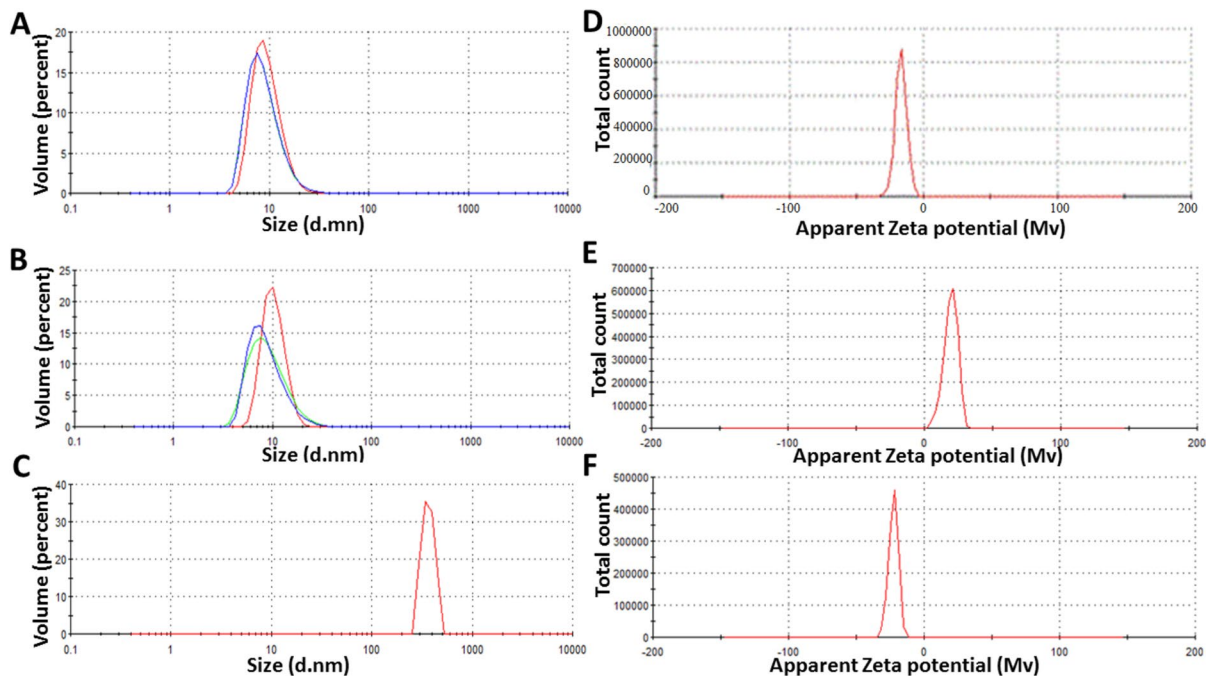 A
Volume (percent)
20
15
10
5
0
0.1 1 10 100 1000 10000
Size (d.mn)
B
Volume (percent)
25
20
15
10
5
0
0.1 1 10 100 1000 10000
Size (d.nm)
C
Volume (percent)
40
30
20
10
0
0.1 1 10 100 1000 10000
Size (d.nm)
D
Total count
1000000
800000
600000
400000
200000
0
-200 -100 0 100 200
Apparent Zeta potential (Mv)
E
Total count
700000
600000
500000
400000
300000
200000
100000
0
-200 -100 0 100 200
Apparent Zeta potential (Mv)
F
Total count
500000
400000
300000
200000
100000
0
-200 -100 0 100 200
Apparent Zeta potential (Mv)